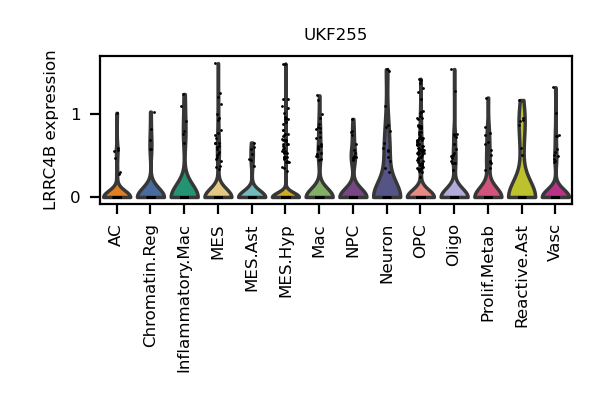 UKF255
LRRC4B expression
1
0
AC
Chromatin.Reg
Inflammatory.Mac
MES
MES.Ast
MES.Hyp
Mac
NPC
Neuron
OPC
Oligo
Prolif.Metab
Reactive.Ast
Vasc